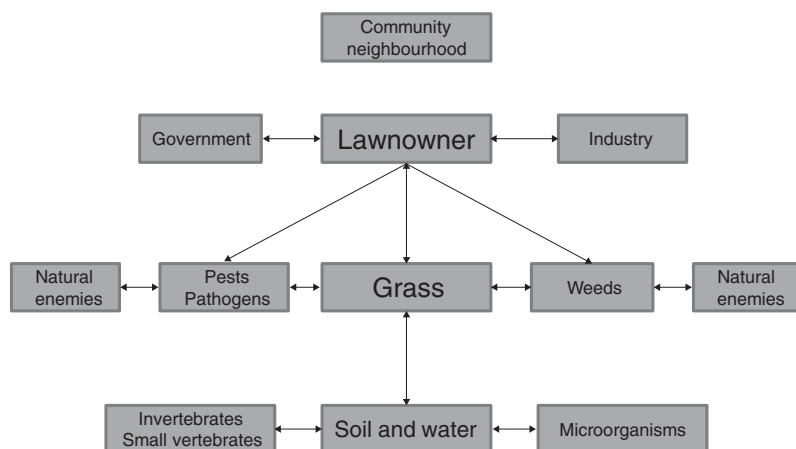 Community
neighbourhood
Government
Lawnowner
Industry
Natural
enemies
Pests
Pathogens
Grass
Weeds
Natural
enemies
Invertebrates
Small vertebrates
Soil and water
Microorganisms